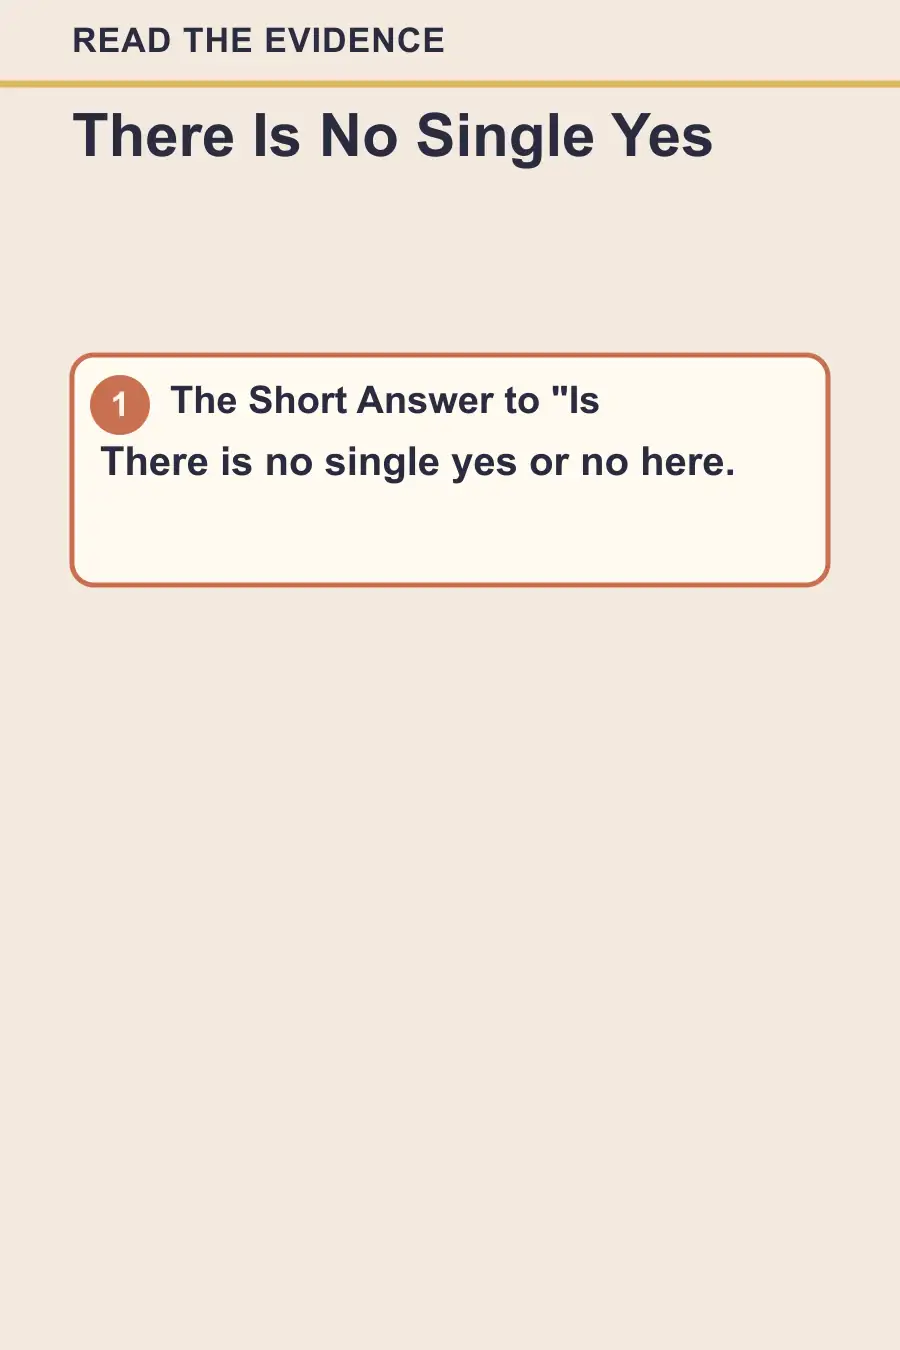 READ THE EVIDENCE
There Is No Single Yes
1 The Short Answer to "Is
There is no single yes or no here.